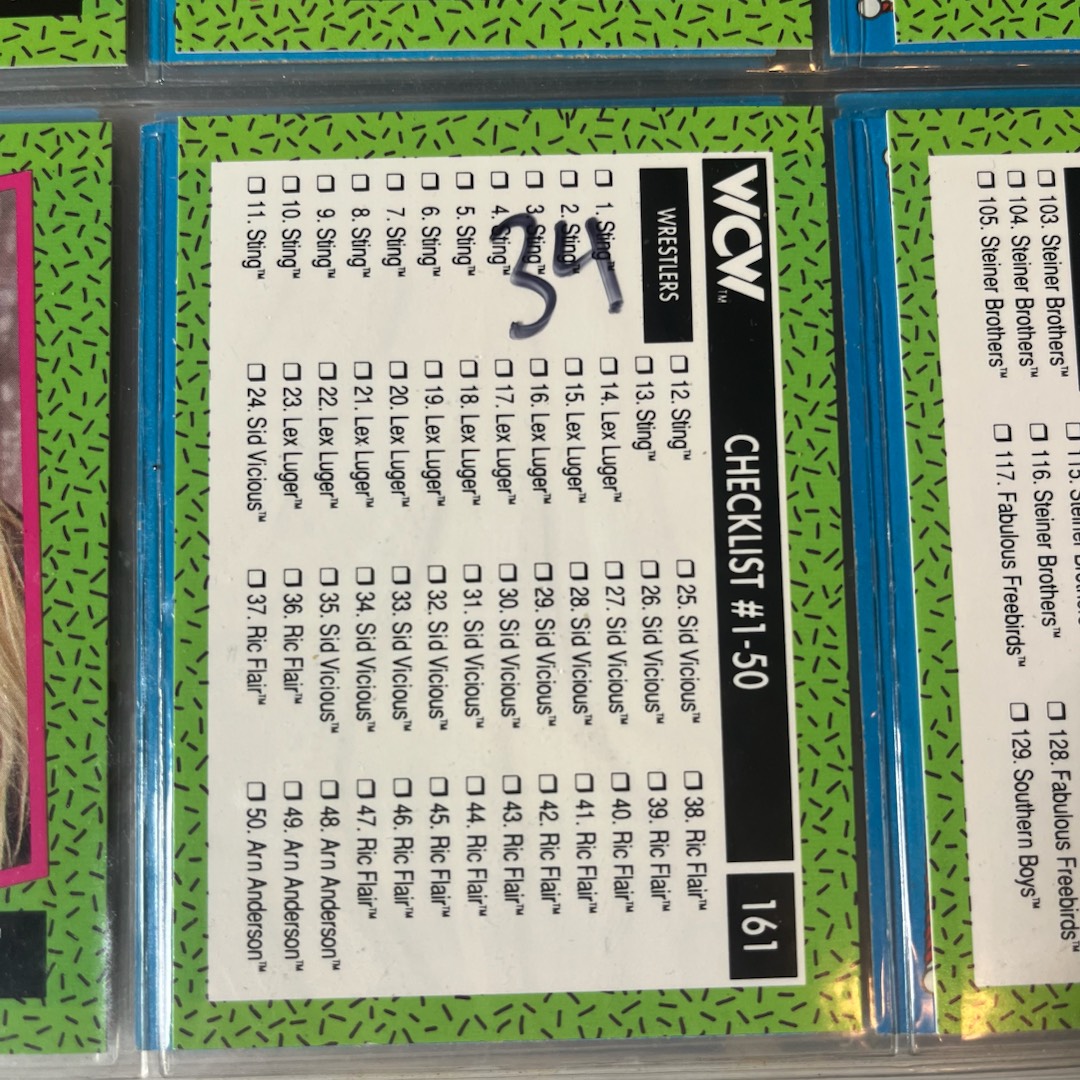 WCW™ CHECKLIST #1-50 161
WRESTLERS
34
☐ 1. Sting™
☐ 2. Sting™
☐ 3. Sting™
☐ 4. Sting™
☐ 5. Sting™
☐ 6. Sting™
☐ 7. Sting™
☐ 8. Sting™
☐ 9. Sting™
☐ 10. Sting™
☐ 11. Sting™
☐ 12. Sting™
☐ 13. Sting™
☐ 14. Lex Luger™
☐ 15. Lex Luger™
☐ 16. Lex Luger™
☐ 17. Lex Luger™
☐ 18. Lex Luger™
☐ 19. Lex Luger™
☐ 20. Lex Luger™
☐ 21. Lex Luger™
☐ 22. Lex Luger™
☐ 23. Lex Luger™
☐ 24. Sid Vicious™
☐ 25. Sid Vicious™
☐ 26. Sid Vicious™
☐ 27. Sid Vicious™
☐ 28. Sid Vicious™
☐ 29. Sid Vicious™
☐ 30. Sid Vicious™
☐ 31. Sid Vicious™
☐ 32. Sid Vicious™
☐ 33. Sid Vicious™
☐ 34. Sid Vicious™
☐ 35. Sid Vicious™
☐ 36. Ric Flair™
☐ 37. Ric Flair™
☐ 38. Ric Flair™
☐ 39. Ric Flair™
☐ 40. Ric Flair™
☐ 41. Ric Flair™
☐ 42. Ric Flair™
☐ 43. Ric Flair™
☐ 44. Ric Flair™
☐ 45. Ric Flair™
☐ 46. Ric Flair™
☐ 47. Ric Flair™
☐ 48. Arn Anderson™
☐ 49. Arn Anderson™
☐ 50. Arn Anderson™
☐ 103. Steiner Brothers™
☐ 104. Steiner Brothers™
☐ 105. Steiner Brothers™
☐ 115. Steiner Brothers
☐ 116. Steiner Brothers™
☐ 117. Fabulous Freebirds™
☐ 128. Fabulous Freebirds™
☐ 129. Southern Boys™